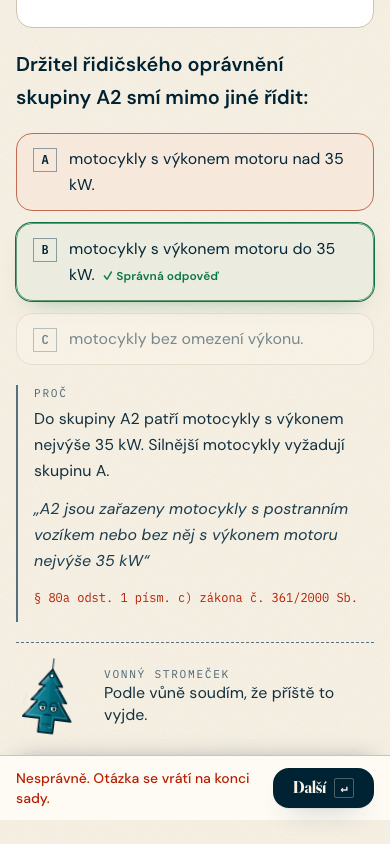 Držitel řidičského oprávnění
skupiny A2 smí mimo jiné řídit:
A motocykly s výkonem motoru nad 35
kW.
B motocykly s výkonem motoru do 35
kW. ✓ Správná odpověď
C motocykly bez omezení výkonu.
PROČ
Do skupiny A2 patří motocykly s výkonem
nejvýše 35 kW. Silnější motocykly vyžadují
skupinu A.
„A2 jsou zařazeny motocykly s postranním
vozíkem nebo bez něj s výkonem motoru
nejvýše 35 kW“
§ 80a odst. 1 písm. c) zákona č. 361/2000 Sb.
VONNÝ STROMEČEK
Podle vůně soudím, že příště to
vyjde.
Nesprávně. Otázka se vrátí na konci
sady.
Další ↵